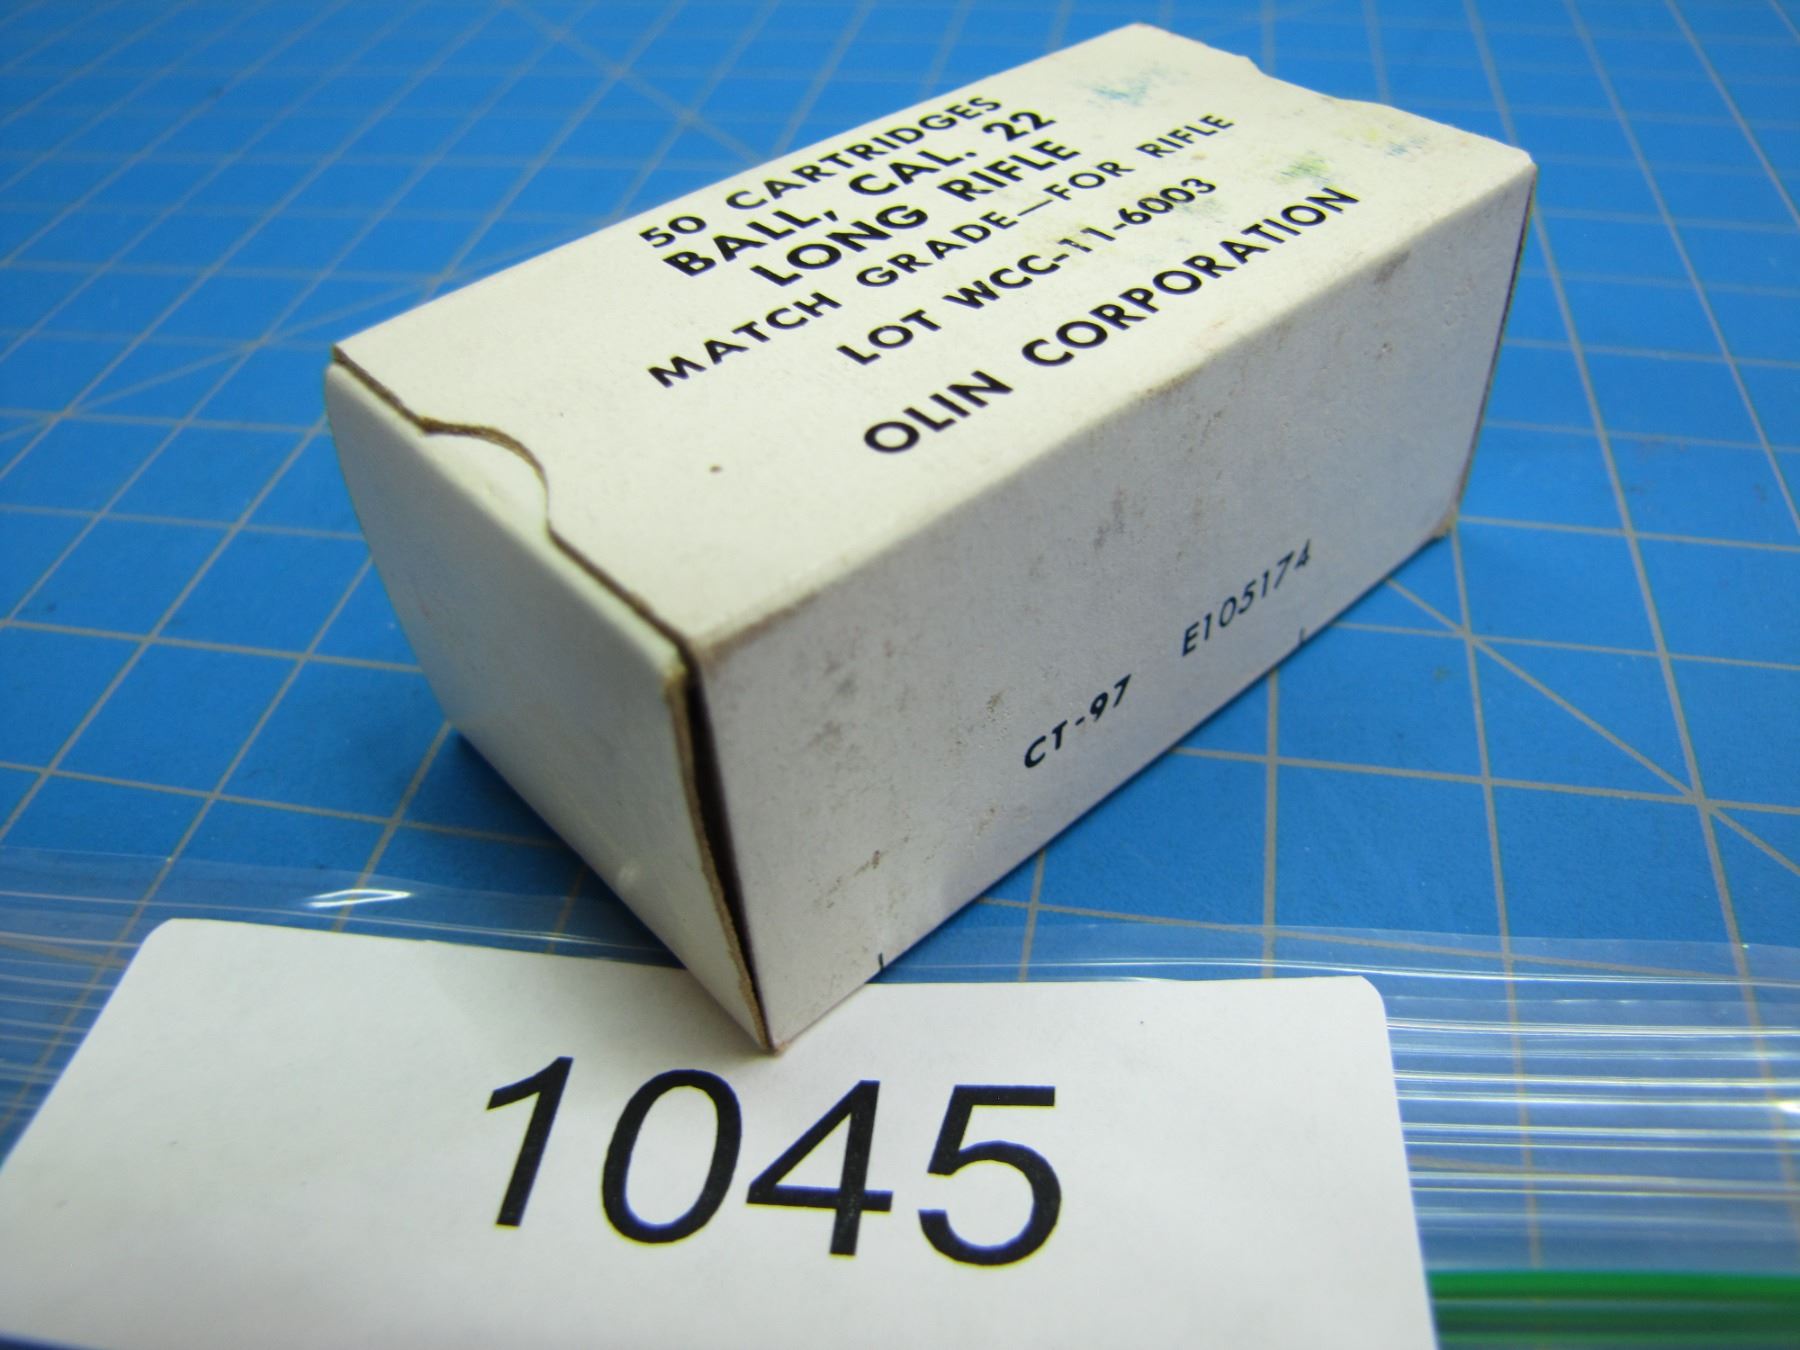 50 CARTRIDGES
BALL, CAL. 22
LONG RIFLE
MATCH GRADE—FOR RIFLE
LOT WCC-11-6003
OLIN CORPORATION
CT-97 E105174
1045